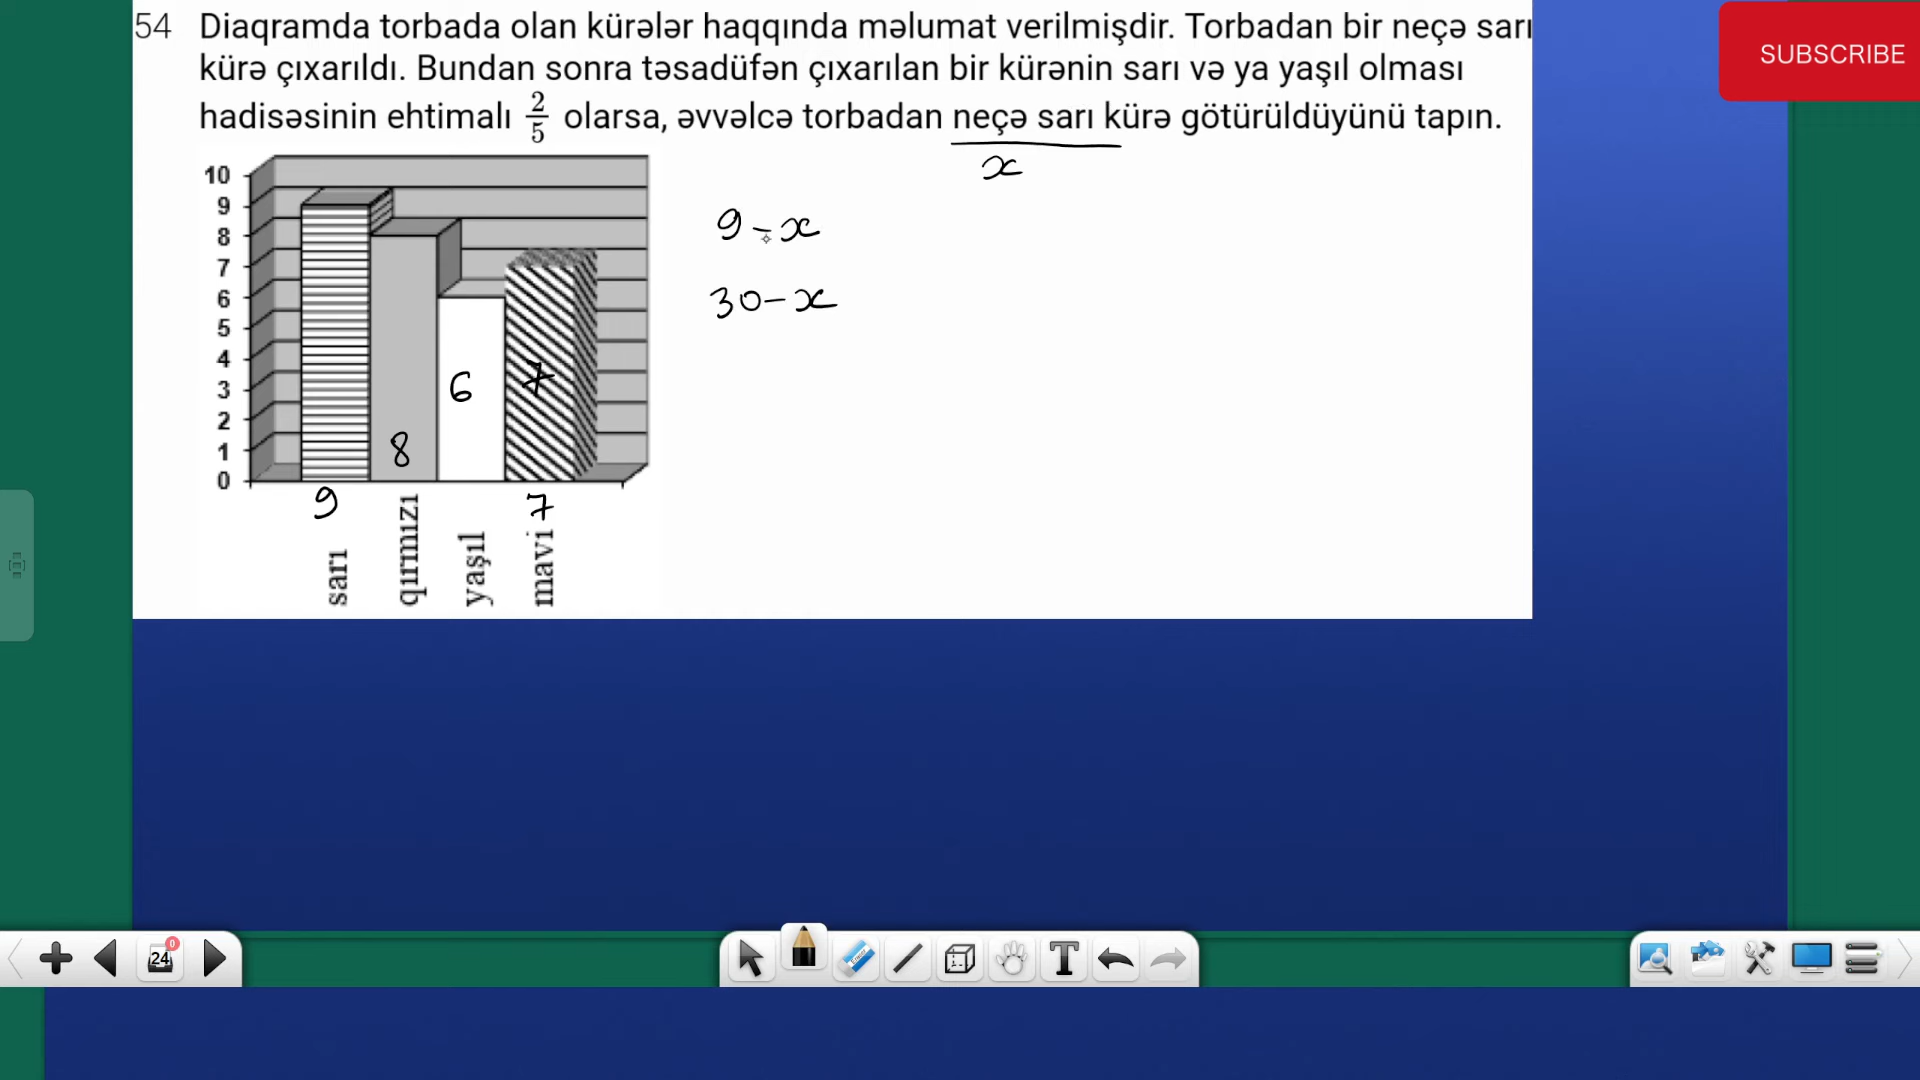 SUBSCRIBE
54 Diaqramda torbada olan kürələr haqqında məlumat verilmişdir. Torbadan bir neçə sarı
kürə çıxarıldı. Bundan sonra təsadüfən çıxarılan bir kürənin sarı və ya yaşıl olması
hadisəsinin ehtimalı 2/5 olarsa, əvvəlcə torbadan neçə sarı kürə götürüldüyünü tapın.
x
9-x
30-x
10
9
8
7
6
5
4
3
2
1
0
6 7
8
9 7
sarı qırmızı yaşıl mavi
24 0
T